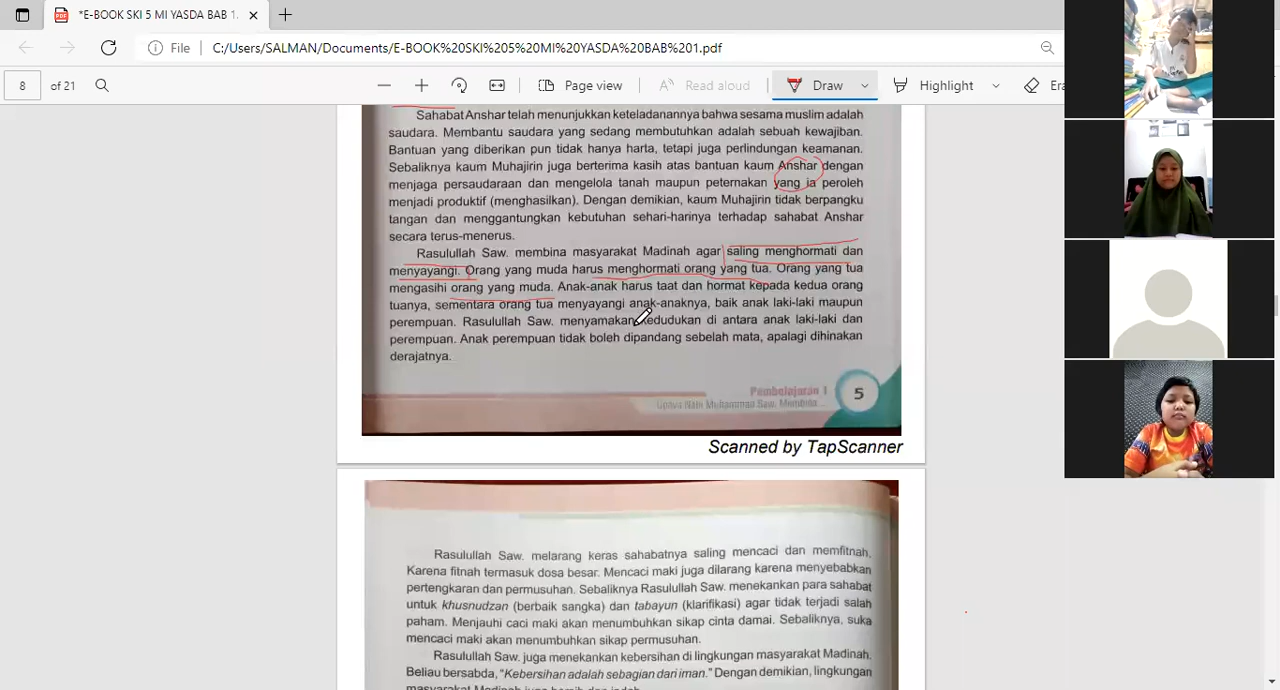 *E-BOOK SKI 5 MI YASDA BAB 1.
File
C:/Users/SALMAN/Documents/E-BOOK%20SKI%205%20MI%20YASDA%20BAB%201.pdf
8 of 21
Page view
Read aloud
Draw
Highlight
Era
Sahabat Anshar telah menunjukkan keteladanannya bahwa sesama muslim adalah
saudara. Membantu saudara yang sedang membutuhkan adalah sebuah kewajiban.
Bantuan yang diberikan pun tidak hanya harta, tetapi juga perlindungan keamanan.
Sebaliknya kaum Muhajirin juga berterima kasih atas bantuan kaum Anshar dengan
menjaga persaudaraan dan mengelola tanah maupun peternakan yang ia peroleh
menjadi produktif (menghasilkan). Dengan demikian, kaum Muhajirin tidak berpangku
tangan dan menggantungkan kebutuhan sehari-harinya terhadap sahabat Anshar
secara terus-menerus.
Rasulullah Saw. membina masyarakat Madinah agar saling menghormati dan
menyayangi. Orang yang muda harus menghormati orang yang tua. Orang yang tua
mengasihi orang yang muda. Anak-anak harus taat dan hormat kepada kedua orang
tuanya, sementara orang tua menyayangi anak-anaknya, baik anak laki-laki maupun
perempuan. Rasulullah Saw. menyamakan kedudukan di antara anak laki-laki dan
perempuan. Anak perempuan tidak boleh dipandang sebelah mata, apalagi dihinakan
derajatnya.
Pembelajaran 1
Upaya Nabi Muhammad Saw. Membina ...
5
Scanned by TapScanner
Rasulullah Saw. melarang keras sahabatnya saling mencaci dan memfitnah.
Karena fitnah termasuk dosa besar. Mencaci maki juga dilarang karena menyebabkan
pertengkaran dan permusuhan. Sebaliknya Rasulullah Saw. menekankan para sahabat
untuk khusnudzan (berbaik sangka) dan tabayun (klarifikasi) agar tidak terjadi salah
paham. Menjauhi caci maki akan menumbuhkan sikap cinta damai. Sebaliknya, suka
mencaci maki akan menumbuhkan sikap permusuhan.
Rasulullah Saw. juga menekankan kebersihan di lingkungan masyarakat Madinah.
Beliau bersabda, "Kebersihan adalah sebagian dari iman." Dengan demikian, lingkungan
masyarakat Madinah juga bersih dan indah.